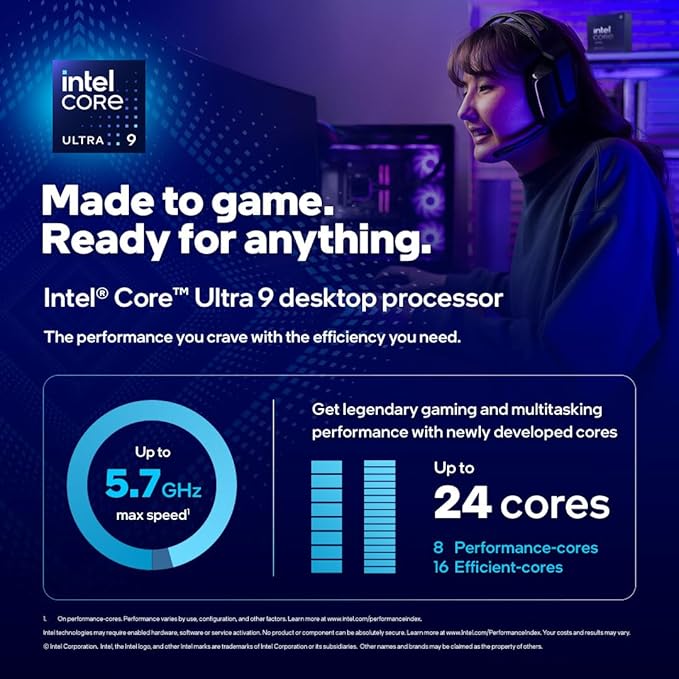 intel
CORE
ULTRA 9
intel
CORE
Made to game.
Ready for anything.
Intel® Core™ Ultra 9 desktop processor
The performance you crave with the efficiency you need.
Up to
5.7 GHz
max speed¹
Get legendary gaming and multitasking
performance with newly developed cores
Up to
24 cores
8 Performance-cores
16 Efficient-cores
1. On performance-cores. Performance varies by use, configuration, and other factors. Learn more at www.intel.com/performanceindex.
Intel technologies may require enabled hardware, software or service activation. No product or component can be absolutely secure. Learn more at www.Intel.com/PerformanceIndex. Your costs and results may vary.
© Intel Corporation. Intel, the Intel logo, and other Intel marks are trademarks of Intel Corporation or its subsidiaries. Other names and brands may be claimed as the property of others.